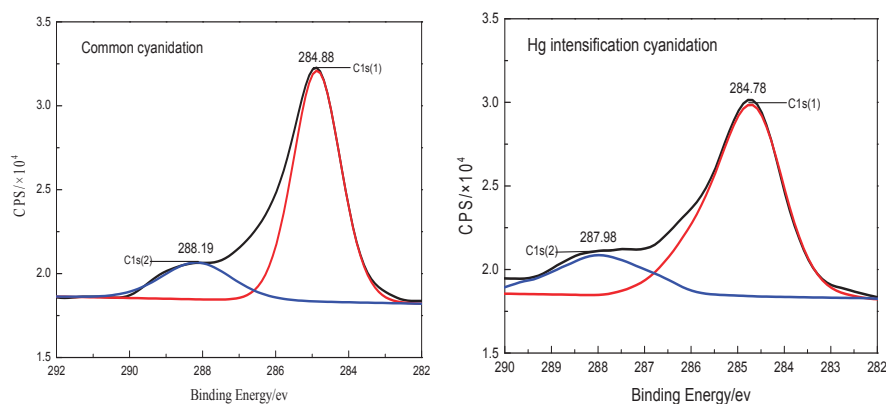 Common cyanidation
284.88
C1s(1)
288.19
C1s(2)
3.5
3.0
2.5
2.0
1.5
CPS/×10⁴
292 290 288 286 284 282
Binding Energy/ev
Hg intensification cyanidation
284.78
C1s(1)
287.98
C1s(2)
3.5
3.0
2.5
2.0
1.5
CPS/×10⁴
290 289 288 287 286 285 284 283 282
Binding Energy/ev